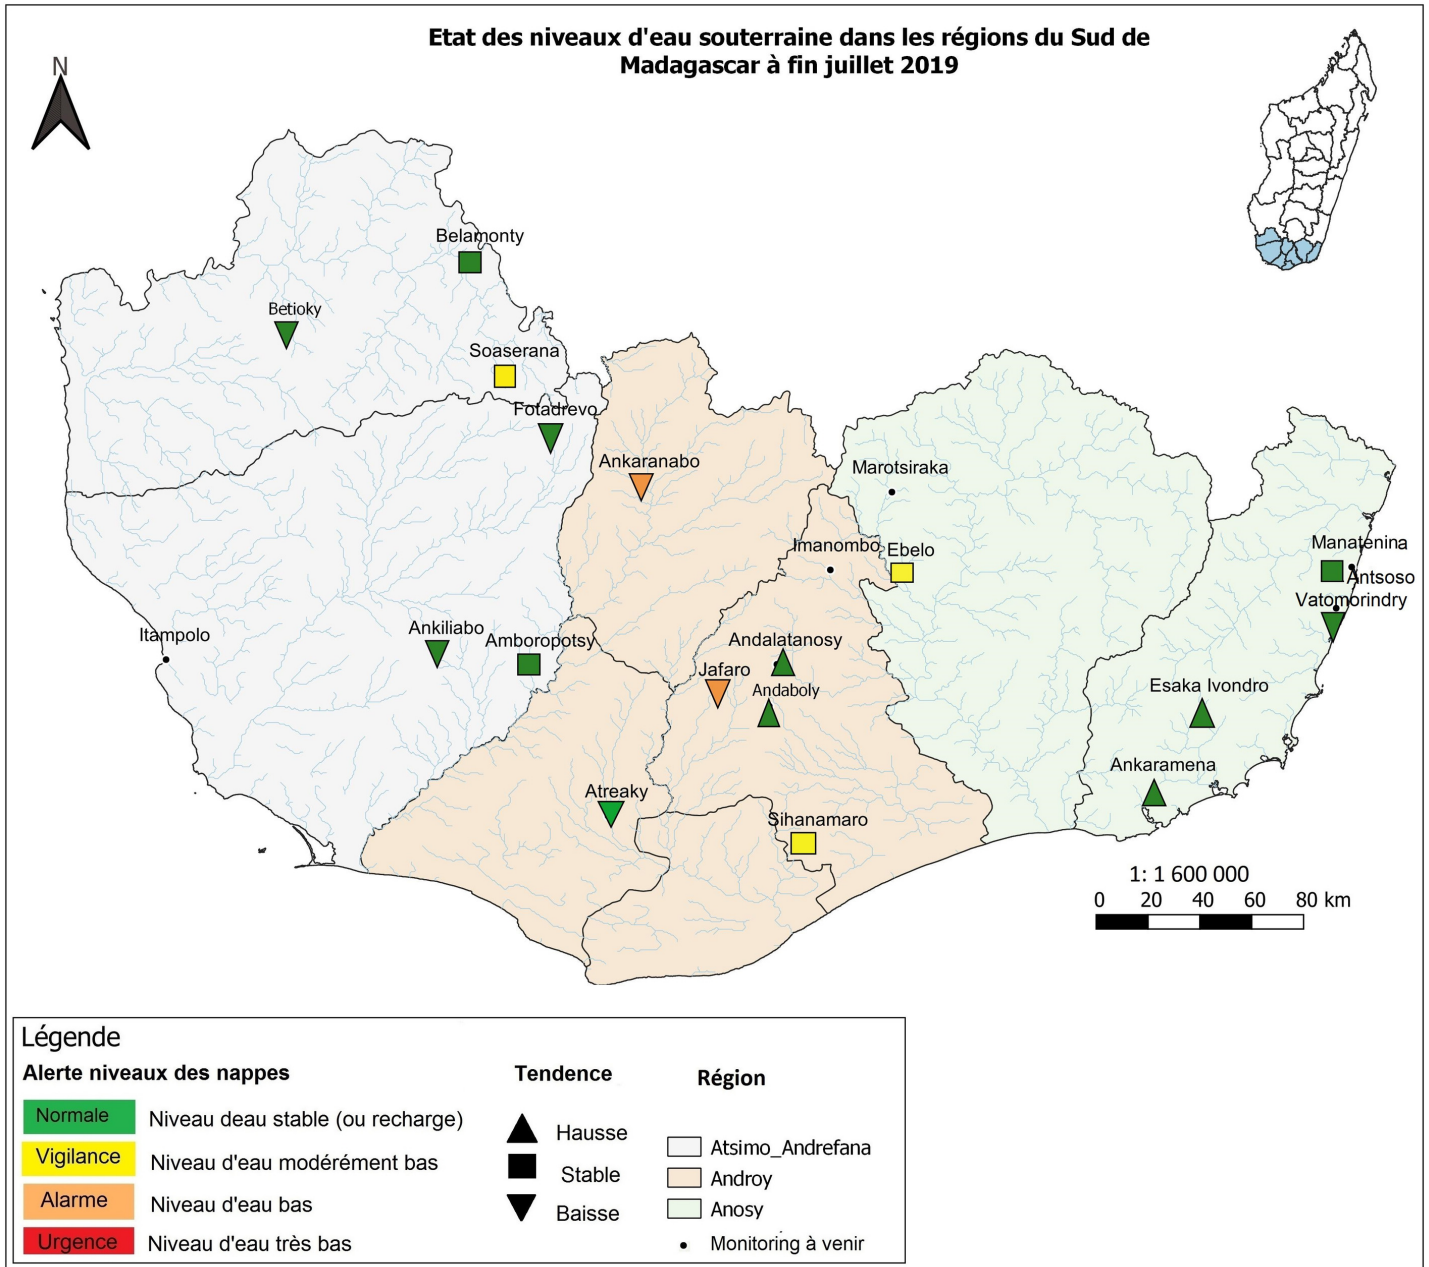 Etat des niveaux d'eau souterraine dans les régions du Sud de
Madagascar à fin juillet 2019
N
Belamonty
Betioky
Soaserana
Fotadrevo
Ankaranabo
Marotsiraka
Imanombo
Ebelo
Manatenina
Antsoso
Vatomorindry
Itampolo
Ankiliabo
Amboropotsy
Andalatanosy
Jafaro
Andaboly
Esaka Ivondro
Ankaramena
Atreaky
Sihanamaro
1: 1 600 000
0 20 40 60 80 km
Légende
Alerte niveaux des nappes
Normale Niveau deau stable (ou recharge)
Vigilance Niveau d'eau modérément bas
Alarme Niveau d'eau bas
Urgence Niveau d'eau très bas
Tendence
Hausse
Stable
Baisse
Région
Atsimo_Andrefana
Androy
Anosy
Monitoring à venir